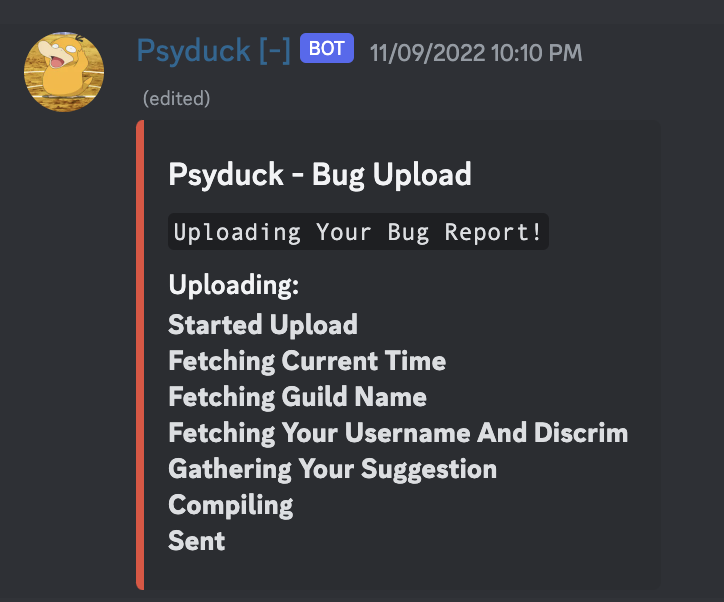 Psyduck [-] BOT 11/09/2022 10:10 PM
(edited)
Psyduck - Bug Upload
Uploading Your Bug Report!
Uploading:
Started Upload
Fetching Current Time
Fetching Guild Name
Fetching Your Username And Discrim
Gathering Your Suggestion
Compiling
Sent